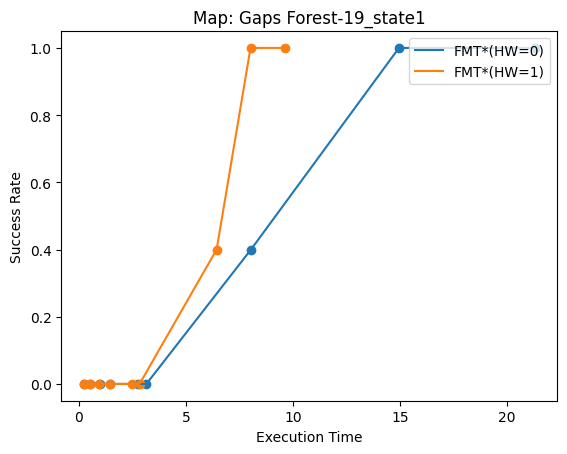 Map: Gaps Forest-19_state1
FMT*(HW=0)
FMT*(HW=1)
Success Rate
1.0
0.8
0.6
0.4
0.2
0.0
0 5 10 15 20
Execution Time